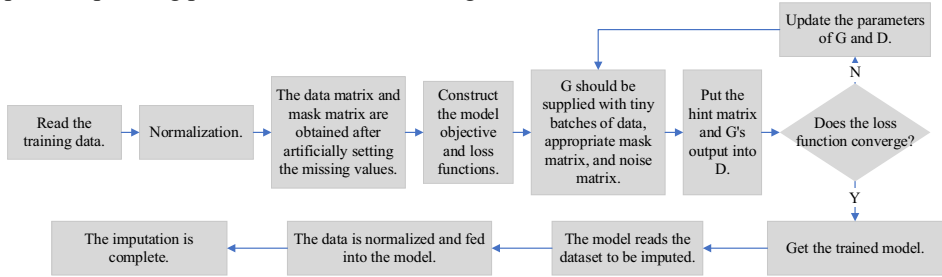 Update the parameters
of G and D.
N
Read the
training data.
Normalization.
The data matrix and
mask matrix are
obtained after
artificially setting
the missing values.
Construct
the model
objective
and loss
functions.
G should be
supplied with tiny
batches of data,
appropriate mask
matrix, and noise
matrix.
Put the
hint matrix
and G's
output into
D.
Does the loss
function converge?
Y
Get the trained model.
The model reads the
dataset to be imputed.
The data is normalized and fed
into the model.
The imputation is
complete.